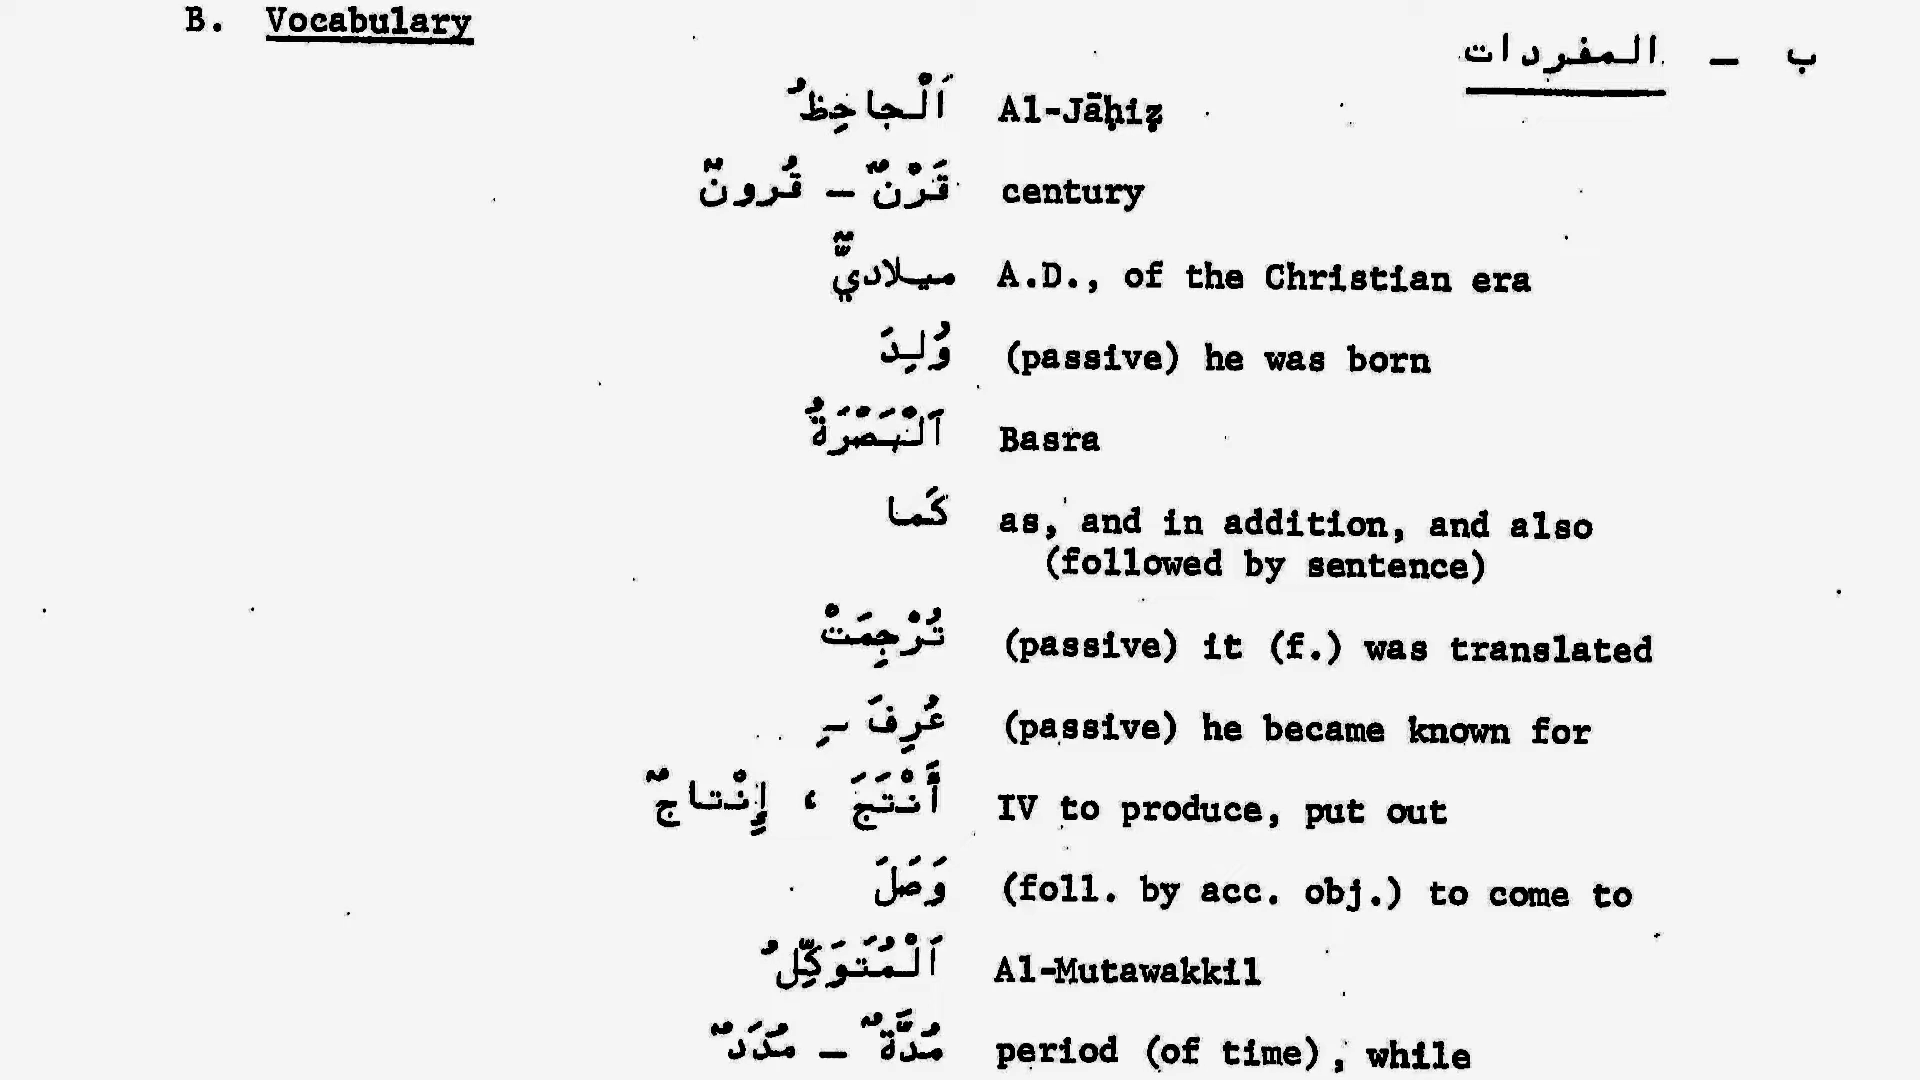 B. Vocabulary
ب - المفردات
اَلْجاحِظُ Al-Jāḥiẓ
قَرْنٌ - قُرونٌ century
ميلاديٌّ A.D., of the Christian era
وُلِدَ (passive) he was born
اَلْبَصْرَةُ Basra
كَما as, and in addition, and also
(followed by sentence)
تُرْجِمَتْ (passive) it (f.) was translated
عُرِفَ بِـ (passive) he became known for
أَنْتَجَ ، إِنْتاجٌ IV to produce, put out
وَصَلَ (foll. by acc. obj.) to come to
اَلْمُتَوَكِّلُ Al-Mutawakkil
مُدَّةٌ - مُدَدٌ period (of time), while